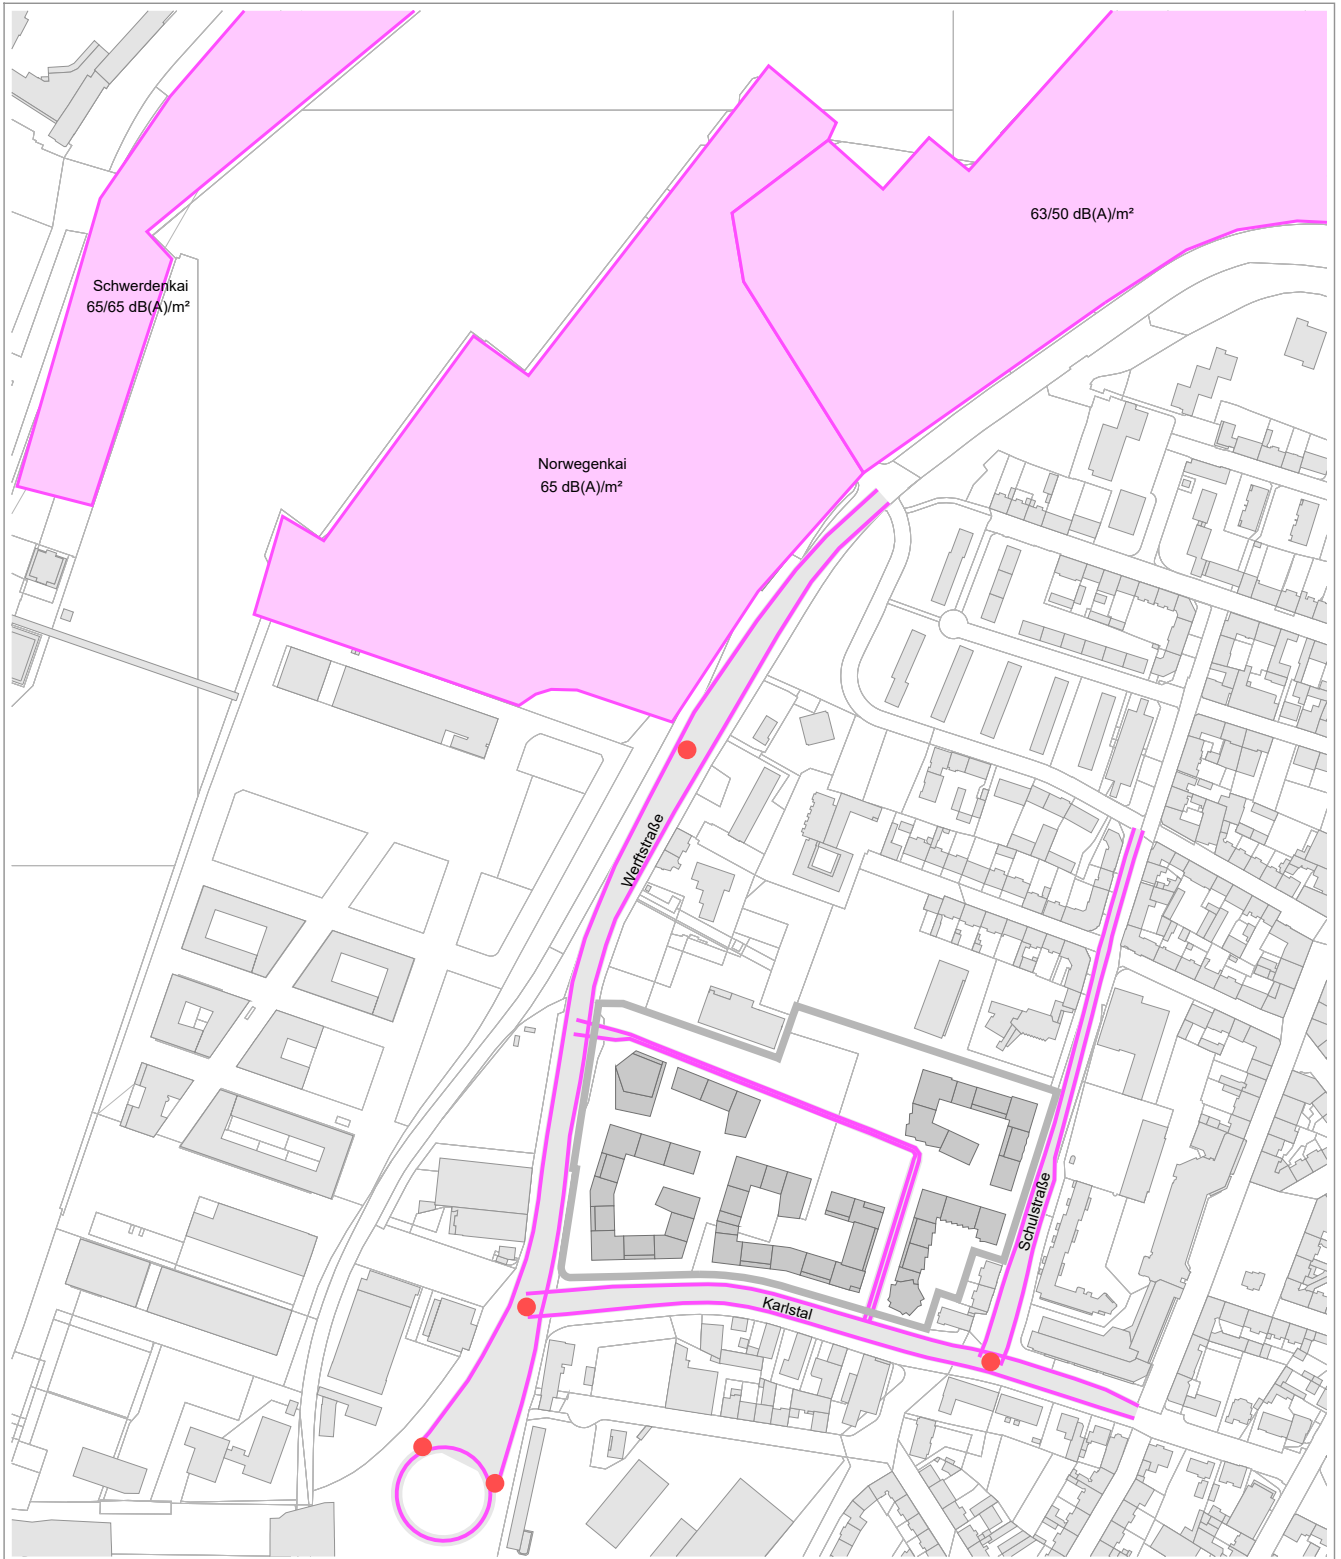 63/50 dB(A)/m²
Schwerdenkai
65/65 dB(A)/m²
Norwegenkai
65 dB(A)/m²
Werftstraße
Schulstraße
Karlstal